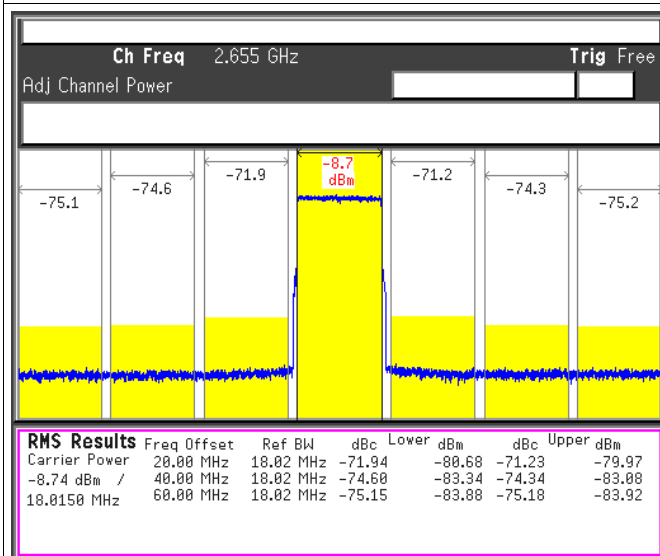 Ch Freq 2.655 GHz Trig Free
Adj Channel Power
-75.1 -74.6 -71.9 -8.7 dBm -71.2 -74.3 -75.2
RMS Results Freq Offset Ref BW dBc Lower dBm dBc Upper dBm
Carrier Power 20.00 MHz 18.02 MHz -71.94 -80.68 -71.23 -79.97
-8.74 dBm / 40.00 MHz 18.02 MHz -74.60 -83.34 -74.34 -83.08
18.0150 MHz 60.00 MHz 18.02 MHz -75.15 -83.88 -75.18 -83.92